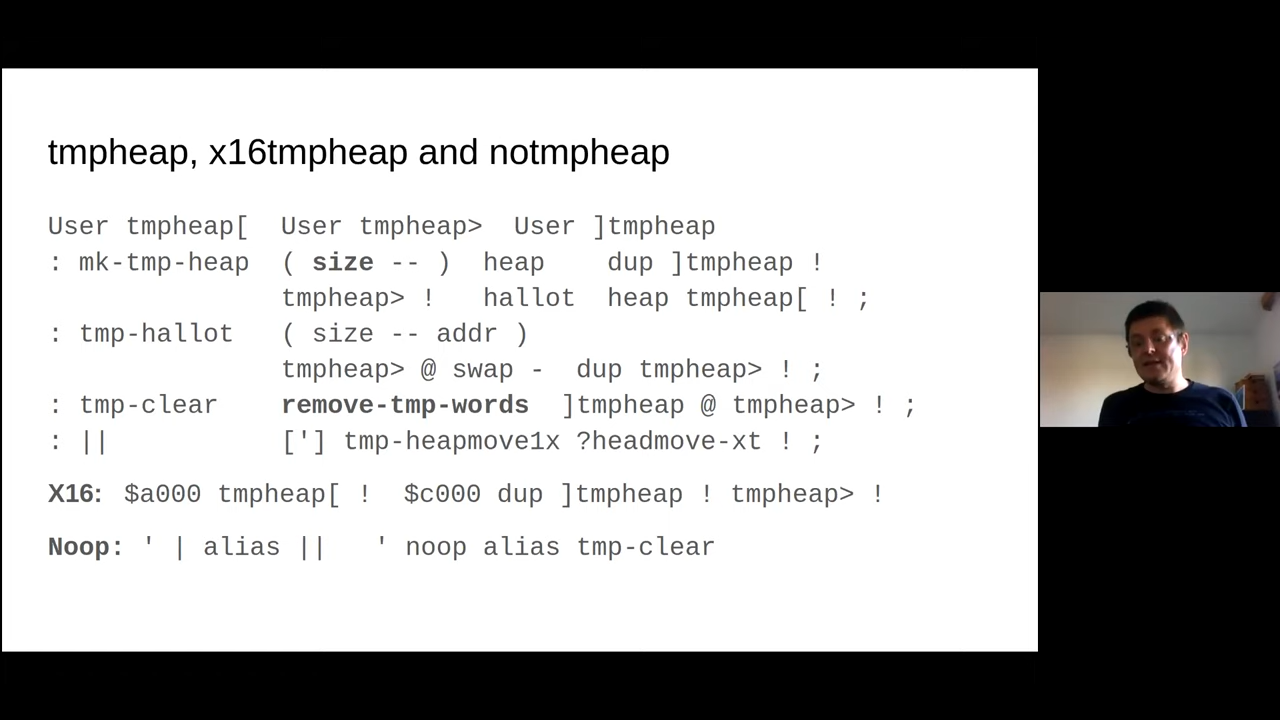 tmpheap, x16tmpheap and notmpheap
User tmpheap[  User tmpheap>  User ]tmpheap
: mk-tmp-heap  ( size -- )  heap    dup ]tmpheap !
               tmpheap> !   hallot  heap tmpheap[ ! ;
: tmp-hallot   ( size -- addr )
               tmpheap> @ swap -  dup tmpheap> ! ;
: tmp-clear    remove-tmp-words  ]tmpheap @ tmpheap> ! ;
: ||           ['] tmp-heapmove1x ?headmove-xt ! ;
X16: $a000 tmpheap[ !  $c000 dup ]tmpheap ! tmpheap> !
Noop: ' | alias ||   ' noop alias tmp-clear